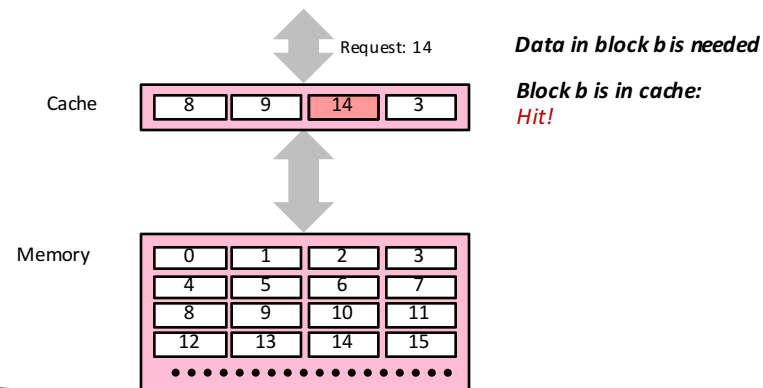 Request: 14
Data in block b is needed
Cache
8 9 14 3
Block b is in cache:
Hit!
Memory
0 1 2 3
4 5 6 7
8 9 10 11
12 13 14 15